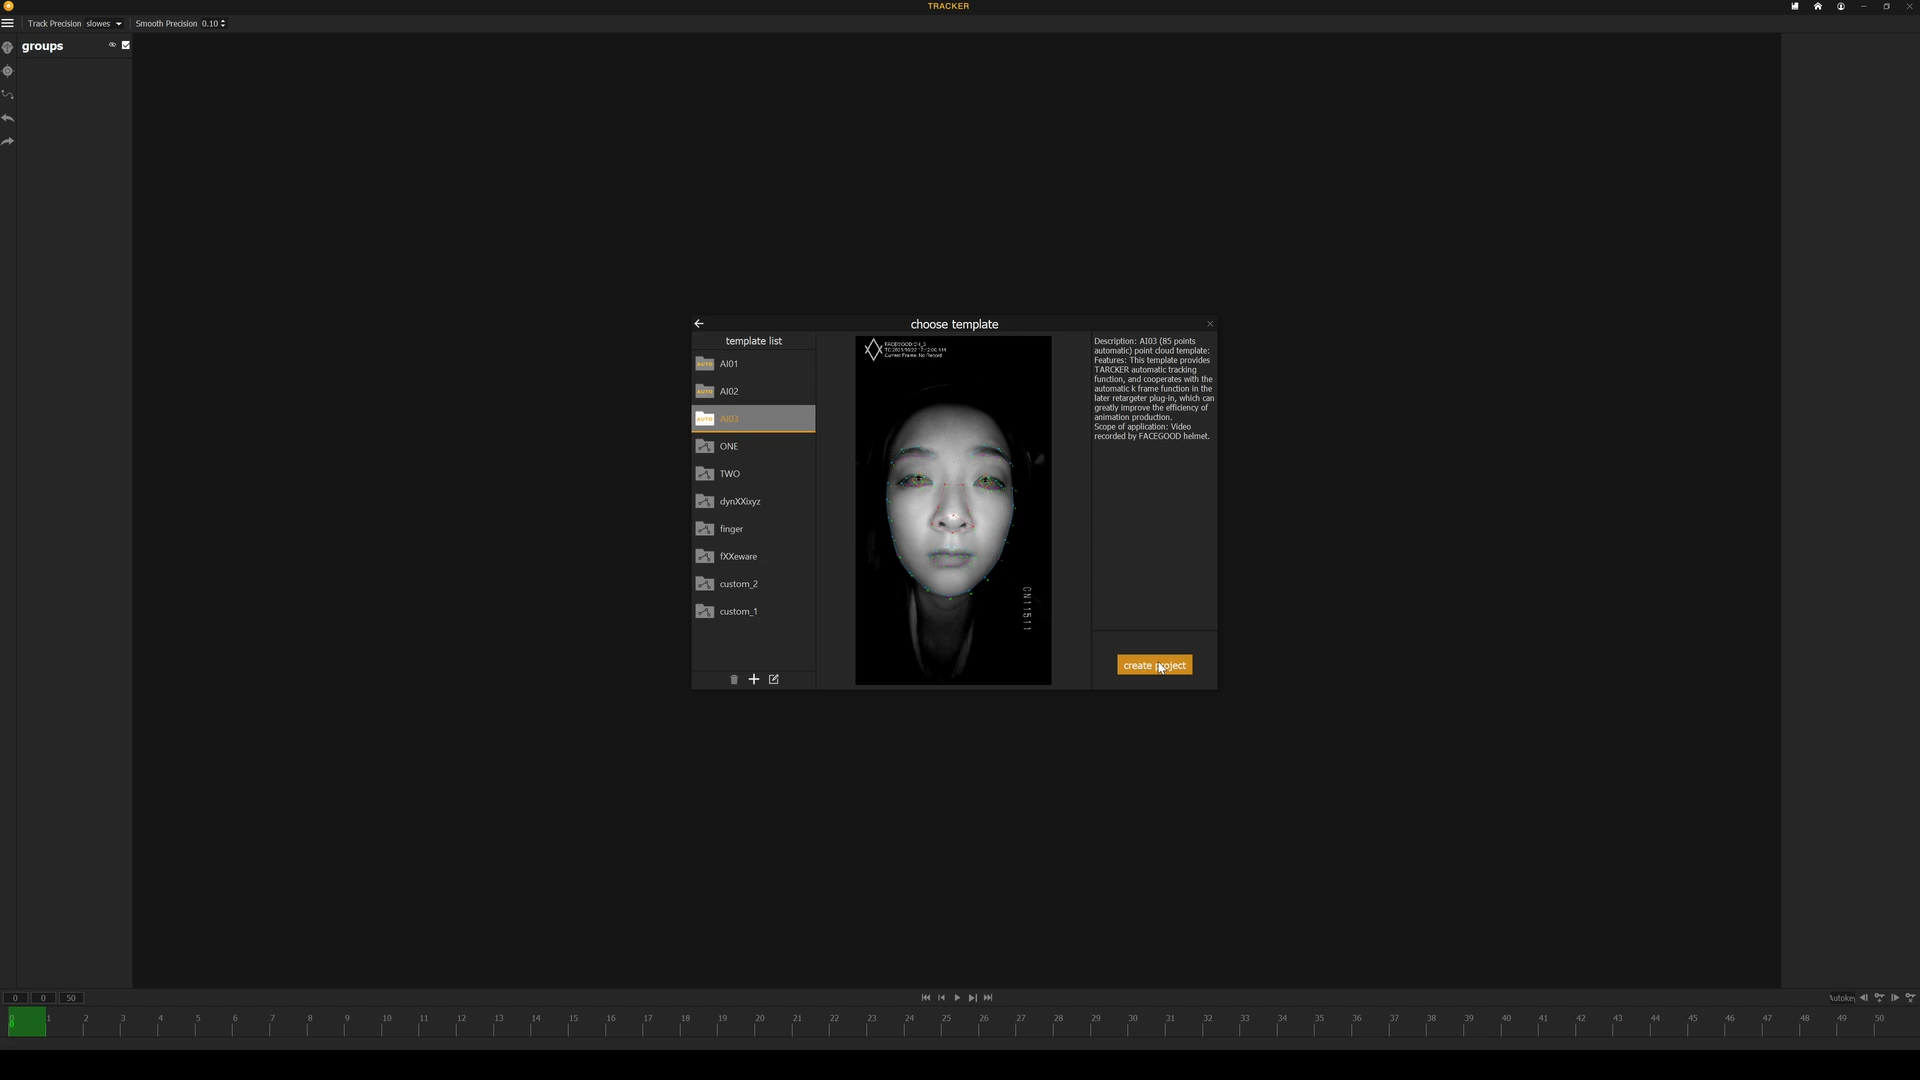 TRACKER
Track Precision slowes
Smooth Precision 0.10
groups
choose template
template list
AI01
AI02
AI03
ONE
TWO
dynXXixyz
finger
fXXeware
custom_2
custom_1
CN11511
Description: AI03 (85 points
automatic) point cloud template:
Features: This template provides
TARCKER automatic tracking
function, and cooperates with the
automatic k frame function in the
later retargeter plug-in, which can
greatly improve the efficiency of
animation production.
Scope of application: Video
recorded by FACEGOOD helmet.
create project
0 0 50
Autokey
0 1 2 3 4 5 6 7 8 9 10 11 12 13 14 15 16 17 18 19 20 21 22 23 24 25 26 27 28 29 30 31 32 33 34 35 36 37 38 39 40 41 42 43 44 45 46 47 48 49 50
0